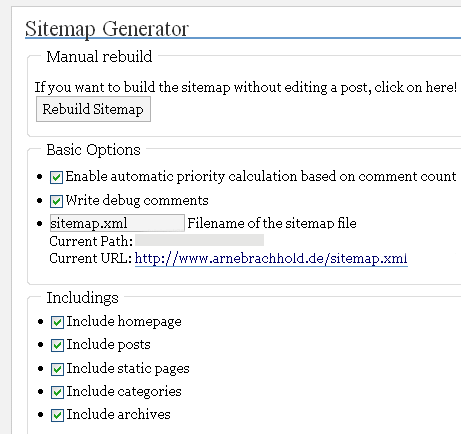 Sitemap Generator
Manual rebuild
If you want to build the sitemap without editing a post, click on here!
Rebuild Sitemap
Basic Options
Enable automatic priority calculation based on comment count
Write debug comments
sitemap.xml Filename of the sitemap file
Current Path:
Current URL: http://www.arnebrachhold.de/sitemap.xml
Includings
Include homepage
Include posts
Include static pages
Include categories
Include archives